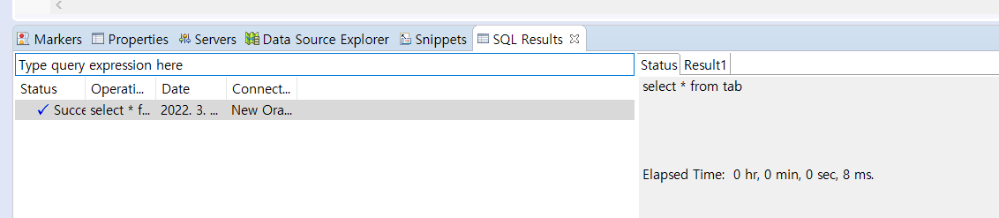 Markers Properties Servers Data Source Explorer Snippets SQL Results
Type query expression here
Status Result1
Status Operati... Date Connect...
select * from tab
Succe select * f... 2022. 3. ... New Ora...
Elapsed Time: 0 hr, 0 min, 0 sec, 8 ms.